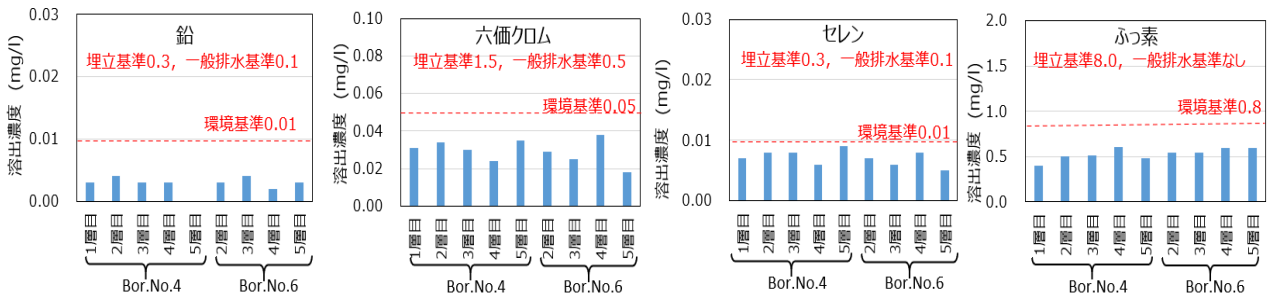 鉛
溶出濃度 (mg/l)
0.03
0.02
0.01
0.00
埋立基準0.3，一般排水基準0.1
環境基準0.01
1層目
2層目
3層目
4層目
5層目
2層目
3層目
4層目
5層目
Bor.No.4
Bor.No.6
六価クロム
溶出濃度 (mg/l)
0.10
0.08
0.06
0.04
0.02
0.00
埋立基準1.5，一般排水基準0.5
環境基準0.05
1層目
2層目
3層目
4層目
5層目
2層目
3層目
4層目
5層目
Bor.No.4
Bor.No.6
セレン
溶出濃度 (mg/l)
0.03
0.02
0.01
0.00
埋立基準0.3，一般排水基準0.1
環境基準0.01
1層目
2層目
3層目
4層目
5層目
2層目
3層目
4層目
5層目
Bor.No.4
Bor.No.6
ふっ素
溶出濃度 (mg/l)
2.0
1.5
1.0
0.5
0.0
埋立基準8.0，一般排水基準なし
環境基準0.8
1層目
2層目
3層目
4層目
5層目
2層目
3層目
4層目
5層目
Bor.No.4
Bor.No.6